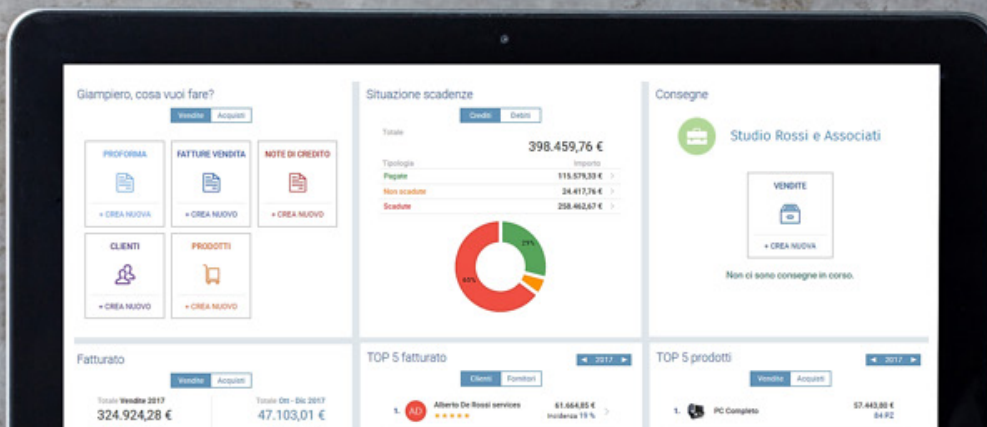 Giampiero, cosa vuoi fare?
Vendite Acquisti
PROFORMA
+ CREA NUOVA
FATTURE VENDITA
+ CREA NUOVO
NOTE DI CREDITO
+ CREA NUOVO
CLIENTI
+ CREA NUOVO
PRODOTTI
+ CREA NUOVO
Situazione scadenze
Crediti Debiti
Totale
398.459,76 €
Tipologia Importo
Pagate 115.579,33 €
Non scadute 24.417,76 €
Scadute 258.462,67 €
29%
Consegne
Studio Rossi e Associati
VENDITE
+ CREA NUOVA
Non ci sono consegne in corso.
Fatturato
Vendite Acquisti
Totale Vendite 2017
324.924,28 €
Totale Ott - Dic 2017
47.103,01 €
TOP 5 fatturato
2017
Clienti Fornitori
1. AD Alberto De Rossi services 61.664,85 €
Incidenza 19 %
TOP 5 prodotti
2017
Vendite Acquisti
1. PC Completo 57.443,80 €
84 PZ